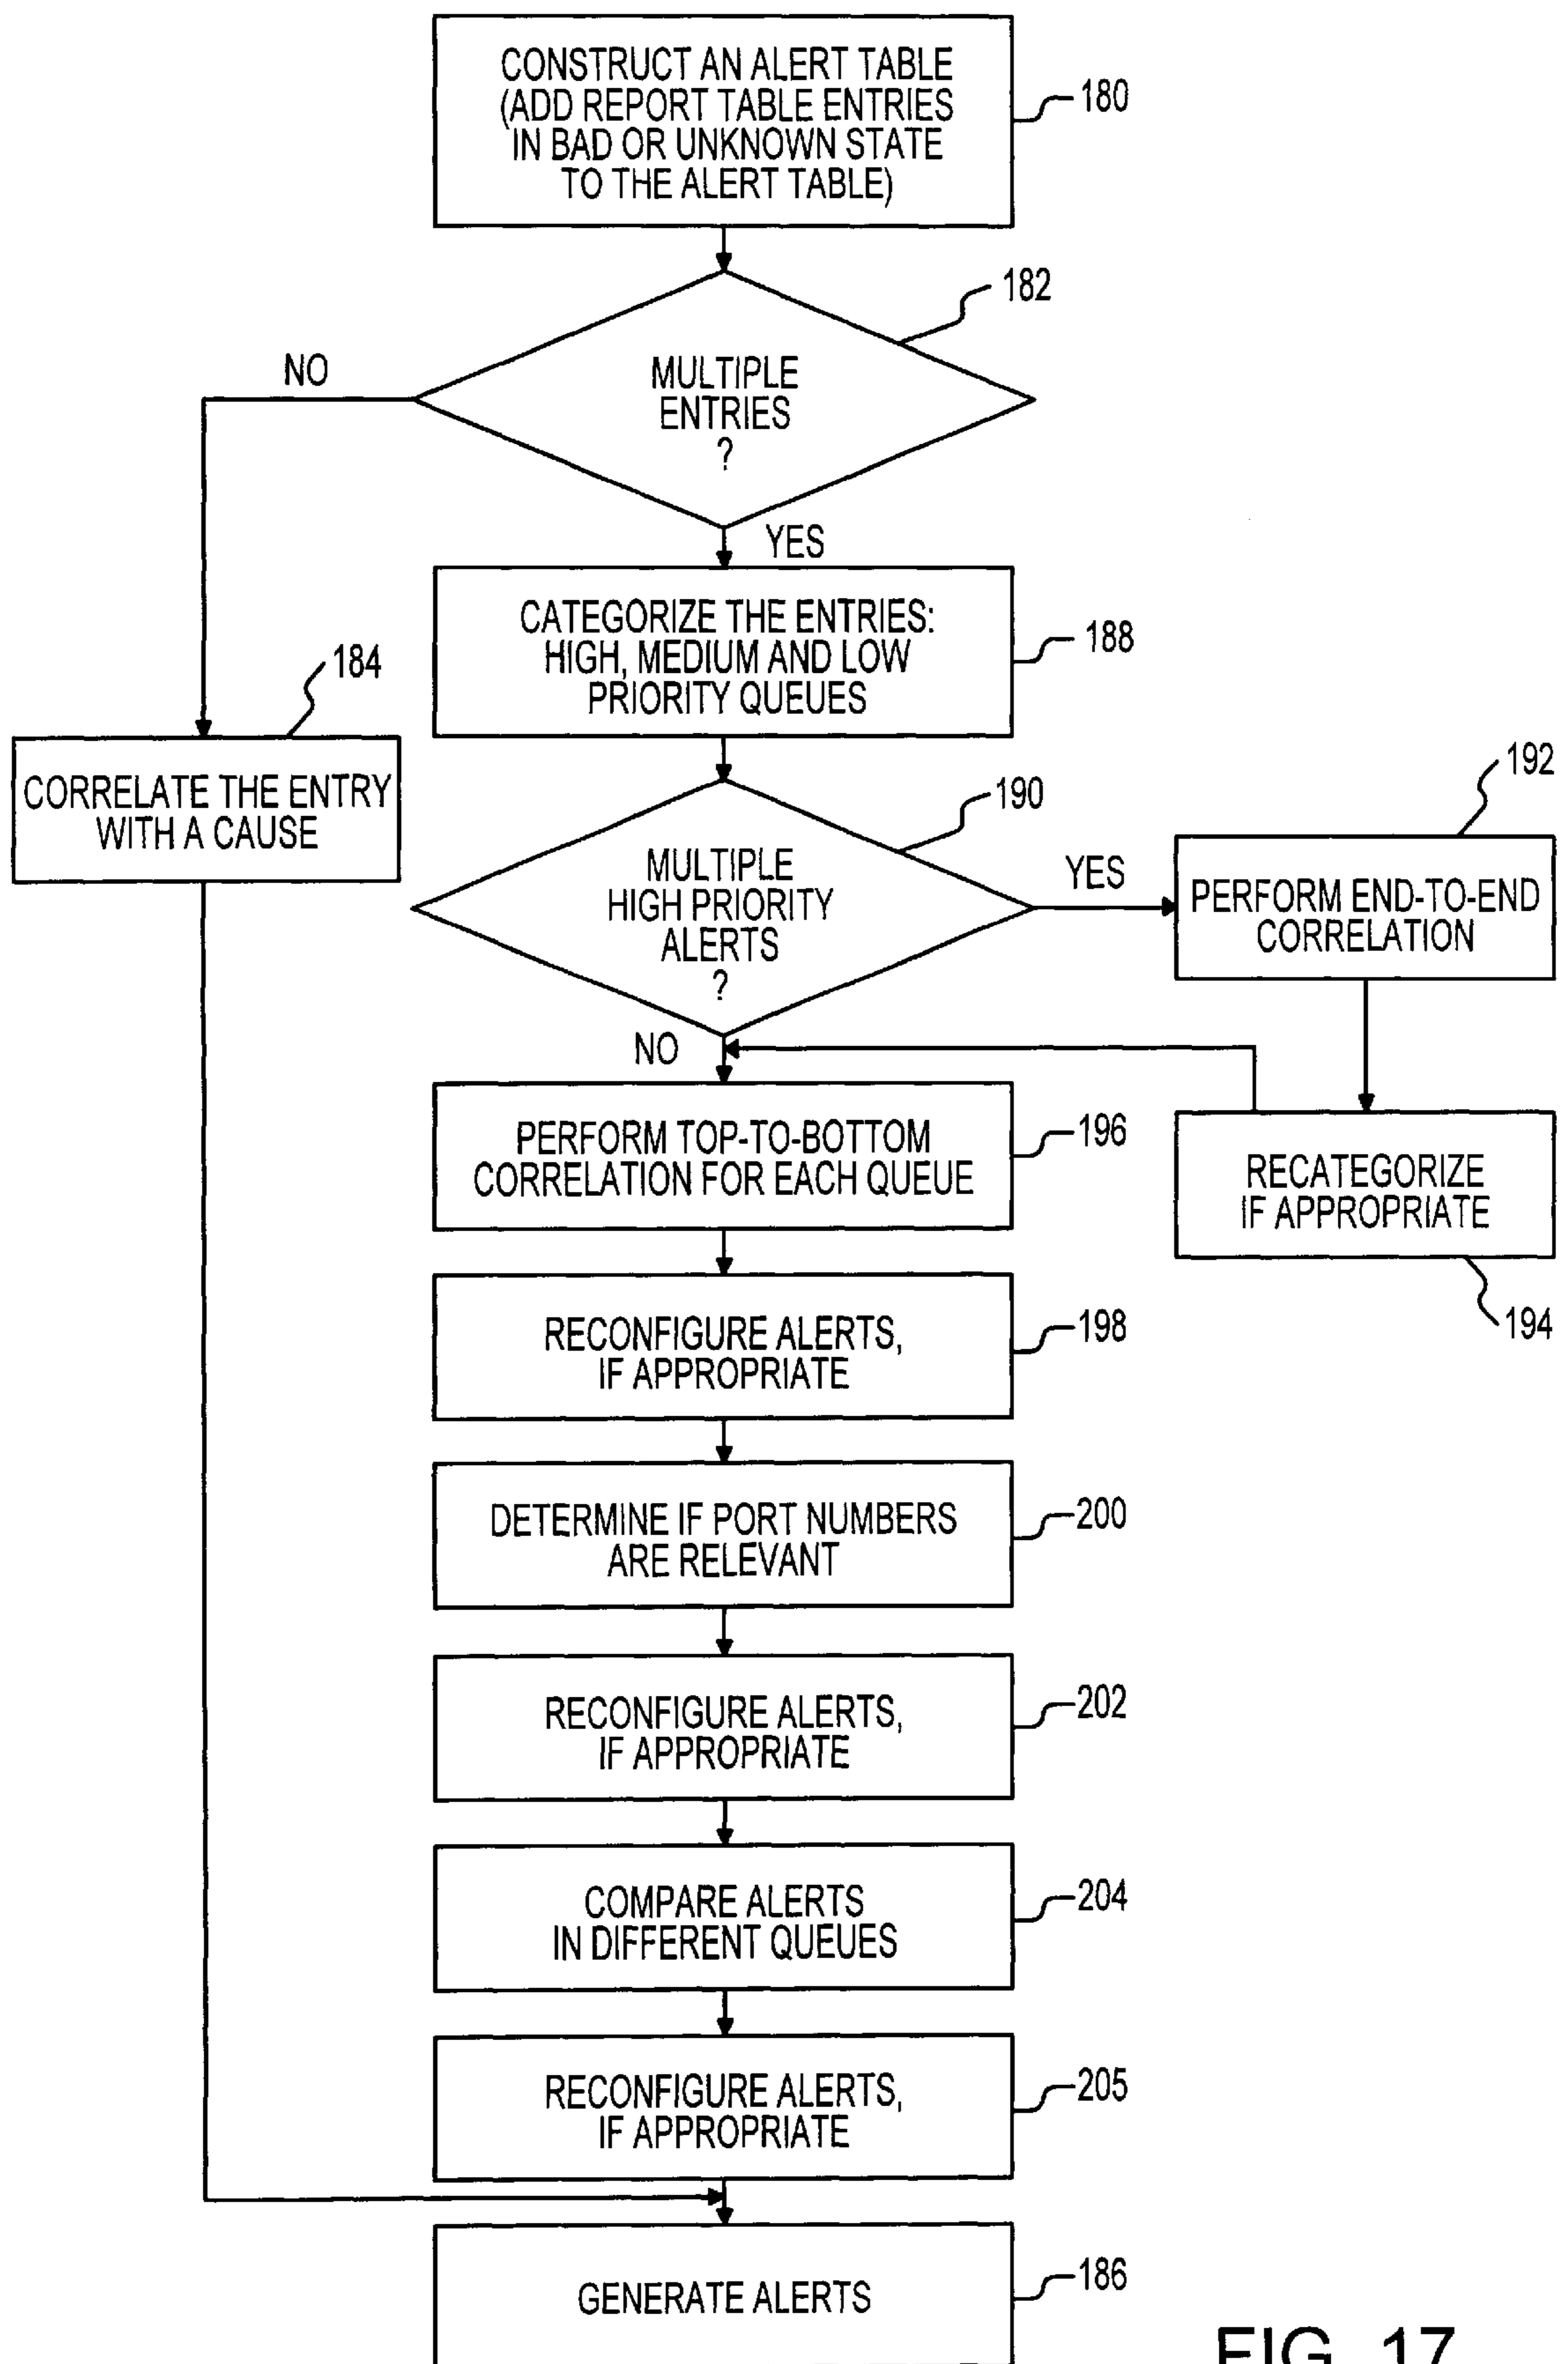 CONSTRUCT AN ALERT TABLE
(ADD REPORT TABLE ENTRIES
IN BAD OR UNKNOWN STATE
TO THE ALERT TABLE)
180
182
NO
MULTIPLE
ENTRIES
?
YES
CATEGORIZE THE ENTRIES:
HIGH, MEDIUM AND LOW
PRIORITY QUEUES
188
184
CORRELATE THE ENTRY
WITH A CAUSE
190
MULTIPLE
HIGH PRIORITY
ALERTS
?
YES
192
PERFORM END-TO-END
CORRELATION
NO
PERFORM TOP-TO-BOTTOM
CORRELATION FOR EACH QUEUE
196
RECATEGORIZE
IF APPROPRIATE
194
RECONFIGURE ALERTS,
IF APPROPRIATE
198
DETERMINE IF PORT NUMBERS
ARE RELEVANT
200
RECONFIGURE ALERTS,
IF APPROPRIATE
202
COMPARE ALERTS
IN DIFFERENT QUEUES
204
RECONFIGURE ALERTS,
IF APPROPRIATE
205
GENERATE ALERTS
186
FIG. 17